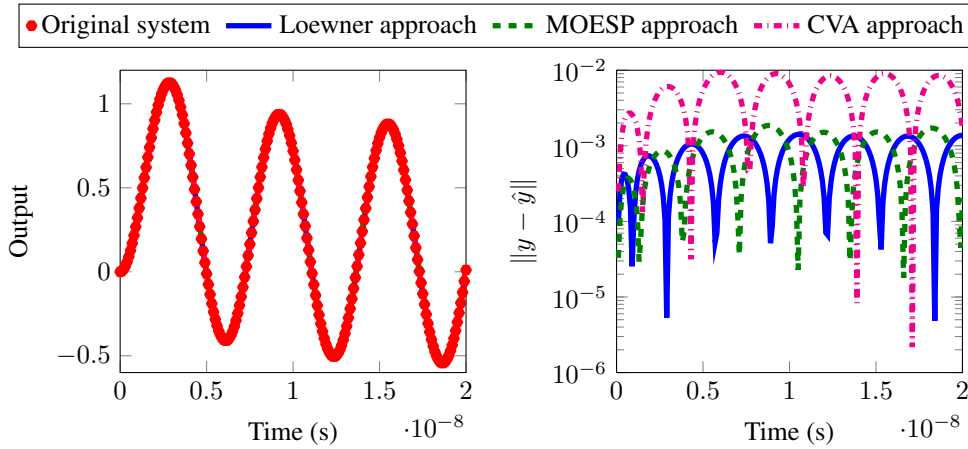 Original system Loewner approach MOESP approach CVA approach
1
0.5
0
−0.5
0 0.5 1 1.5 2
·10−8
Time (s)
Output
10−2
10−3
10−4
10−5
10−6
0 0.5 1 1.5 2
·10−8
Time (s)
||y − ŷ||